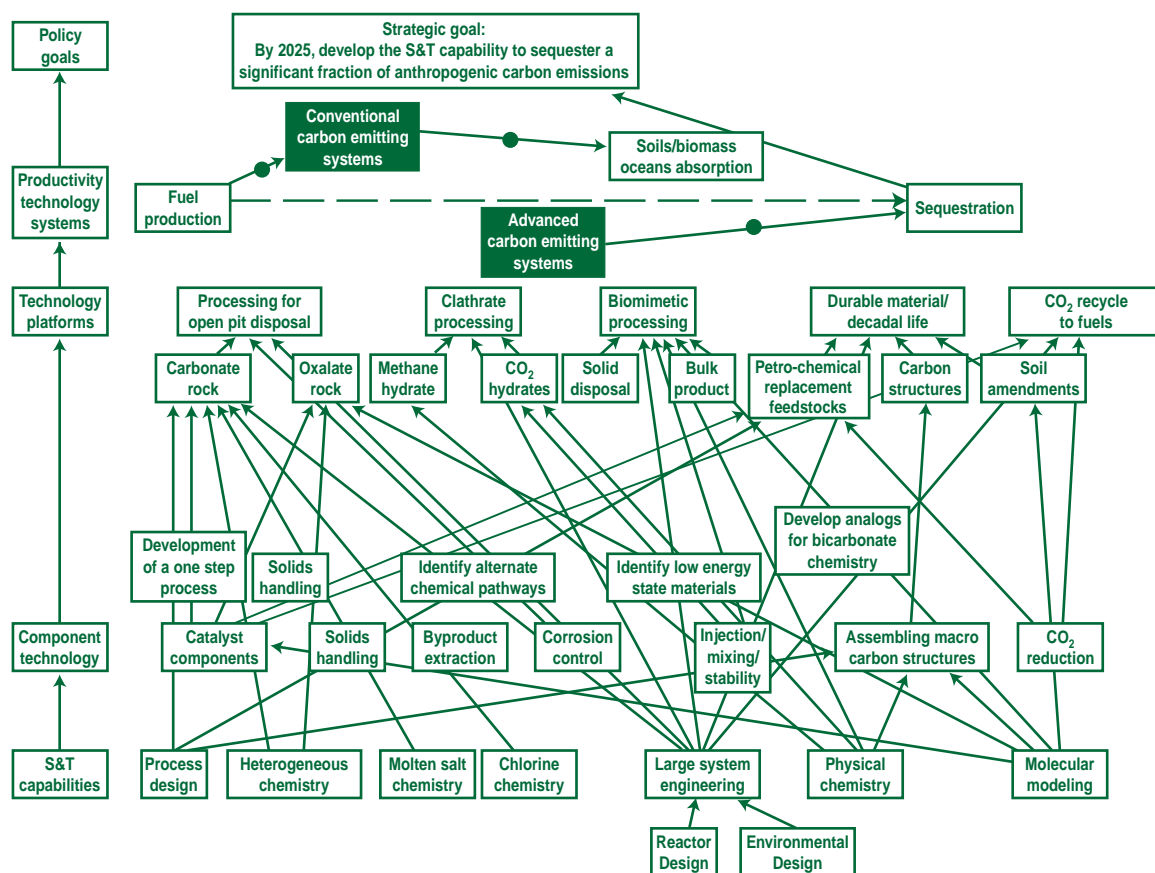 Policy
goals
Strategic goal:
By 2025, develop the S&T capability to sequester a
significant fraction of anthropogenic carbon emissions
Conventional
carbon emitting
systems
Soils/biomass
oceans absorption
Productivity
technology
systems
Fuel
production
Sequestration
Advanced
carbon emitting
systems
Technology
platforms
Processing for
open pit disposal
Clathrate
processing
Biomimetic
processing
Durable material/
decadal life
CO₂ recycle
to fuels
Carbonate
rock
Oxalate
rock
Methane
hydrate
CO₂
hydrates
Solid
disposal
Bulk
product
Petro-chemical
replacement
feedstocks
Carbon
structures
Soil
amendments
Development
of a one step
process
Solids
handling
Identify alternate
chemical pathways
Identify low energy
state materials
Develop analogs
for bicarbonate
chemistry
Component
technology
Catalyst
components
Solids
handling
Byproduct
extraction
Corrosion
control
Injection/
mixing/
stability
Assembling macro
carbon structures
CO₂
reduction
S&T
capabilities
Process
design
Heterogeneous
chemistry
Molten salt
chemistry
Chlorine
chemistry
Large system
engineering
Physical
chemistry
Molecular
modeling
Reactor
Design
Environmental
Design